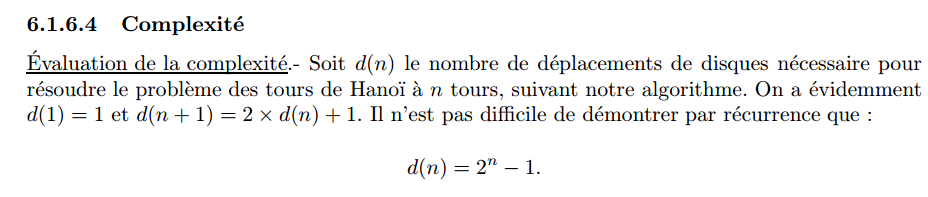 6.1.6.4 Complexité
Évaluation de la complexité.- Soit d(n) le nombre de déplacements de disques nécessaire pour
résoudre le problème des tours de Hanoï à n tours, suivant notre algorithme. On a évidemment
d(1) = 1 et d(n + 1) = 2 × d(n) + 1. Il n'est pas difficile de démontrer par récurrence que :
d(n) = 2ⁿ − 1.